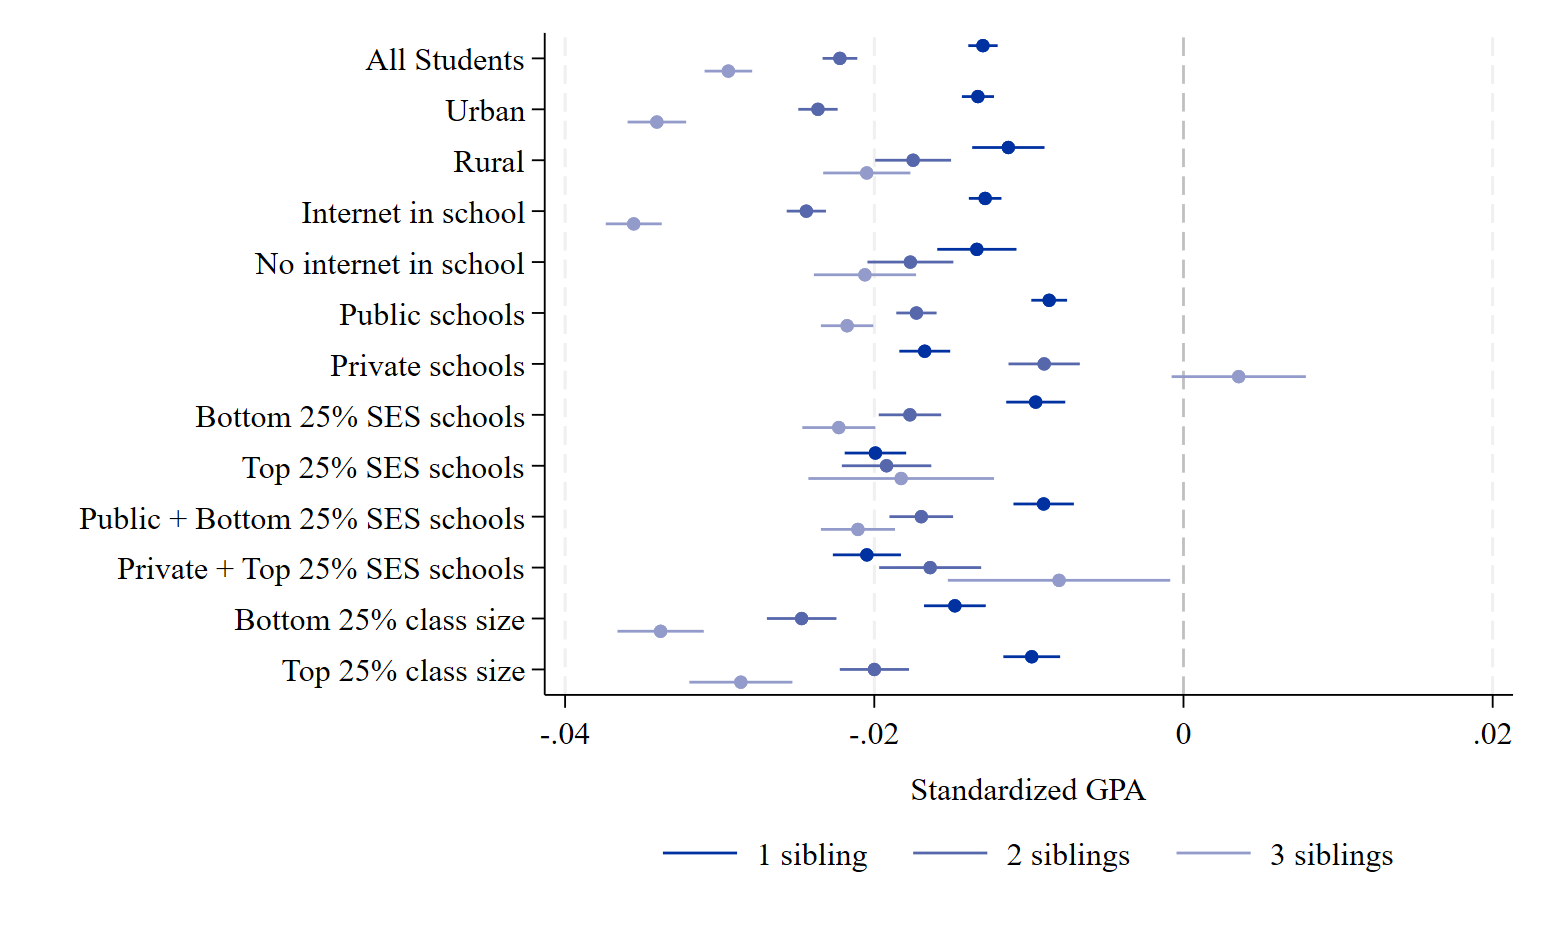 All Students
Urban
Rural
Internet in school
No internet in school
Public schools
Private schools
Bottom 25% SES schools
Top 25% SES schools
Public + Bottom 25% SES schools
Private + Top 25% SES schools
Bottom 25% class size
Top 25% class size
-.04 -.02 0 .02
Standardized GPA
1 sibling 2 siblings 3 siblings